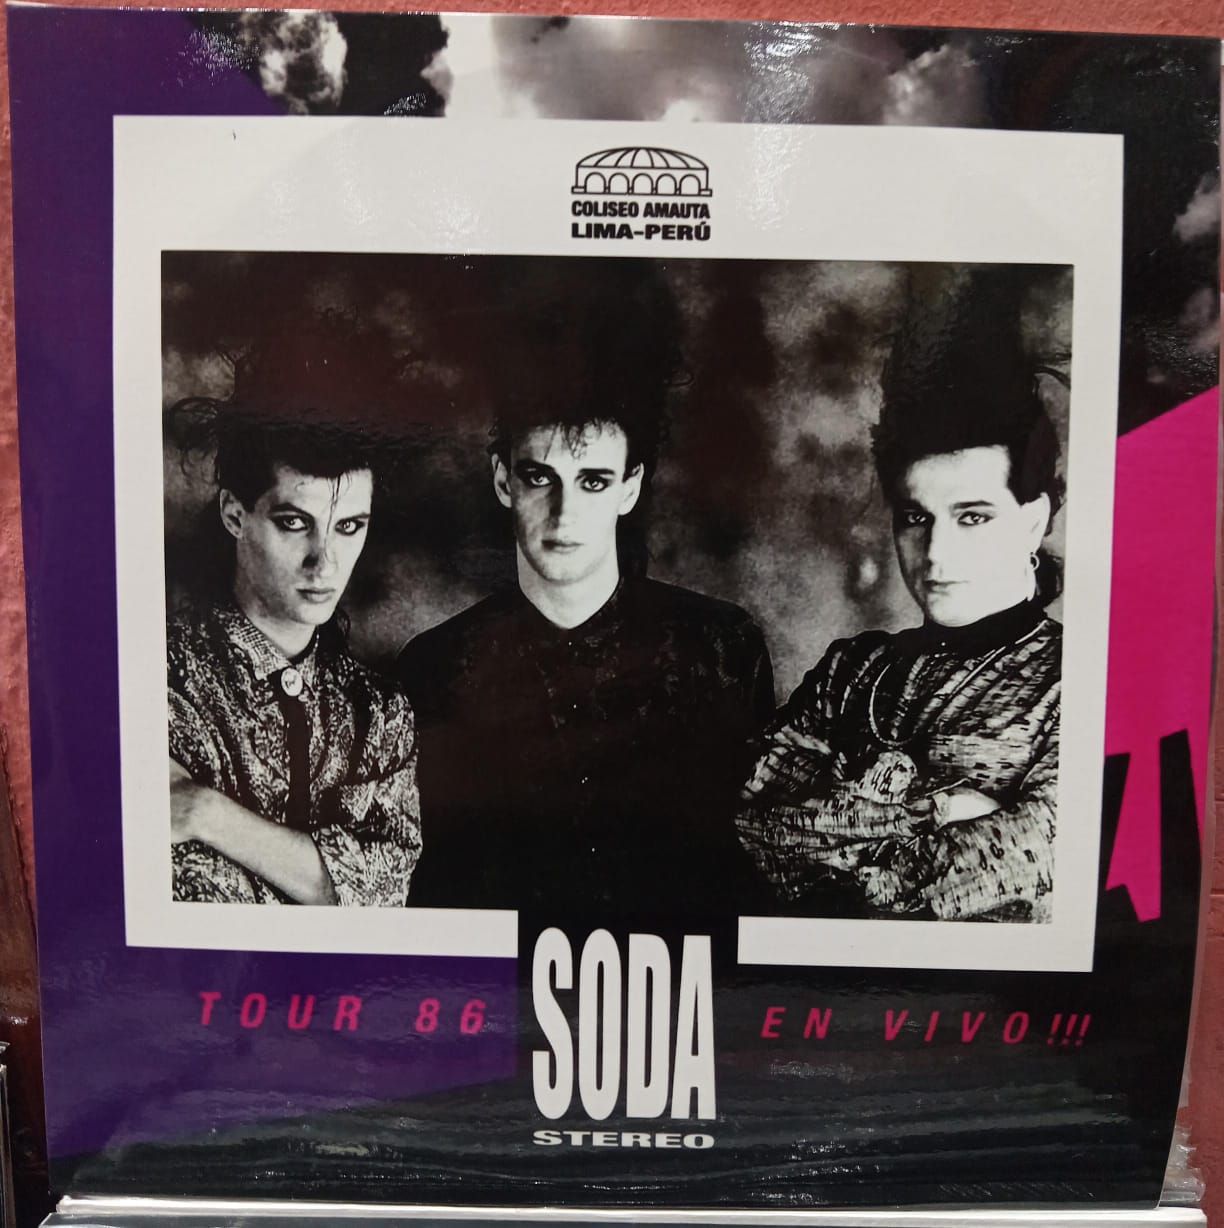 COLISEO AMAUTA
LIMA-PERÚ
TOUR 86
SODA
STEREO
EN VIVO!!!